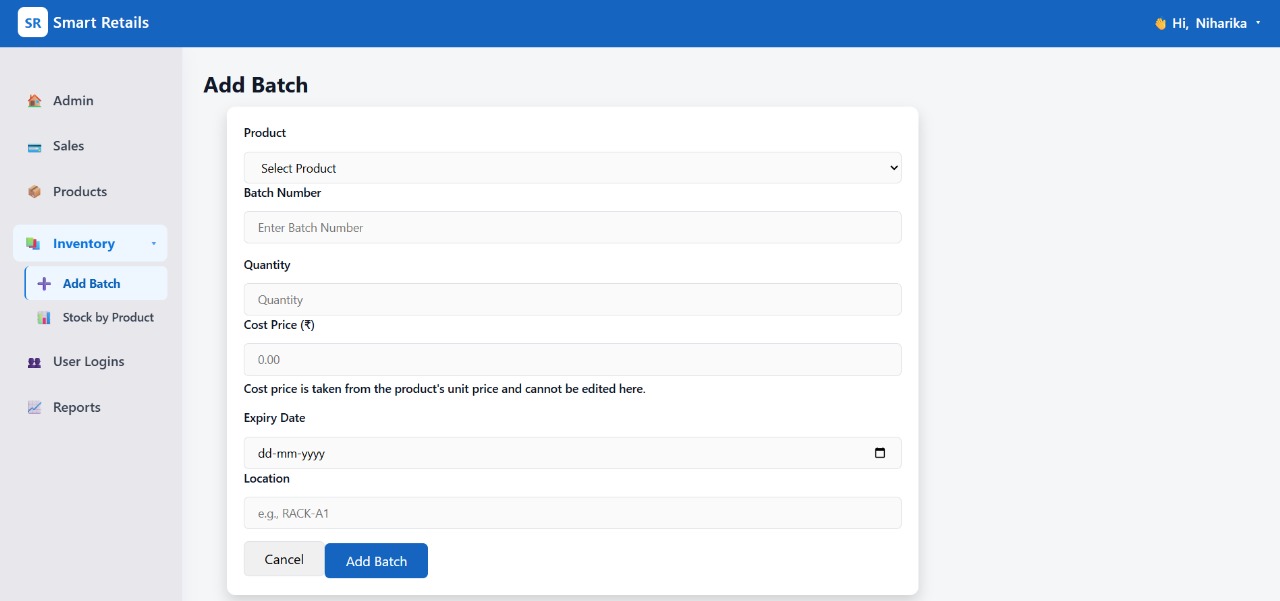 SR Smart Retails
👋 Hi, Niharika
Admin
Sales
Products
Inventory
Add Batch
Stock by Product
User Logins
Reports
Add Batch
Product
Select Product
Batch Number
Enter Batch Number
Quantity
Quantity
Cost Price (₹)
0.00
Cost price is taken from the product's unit price and cannot be edited here.
Expiry Date
dd-mm-yyyy
Location
e.g., RACK-A1
Cancel Add Batch